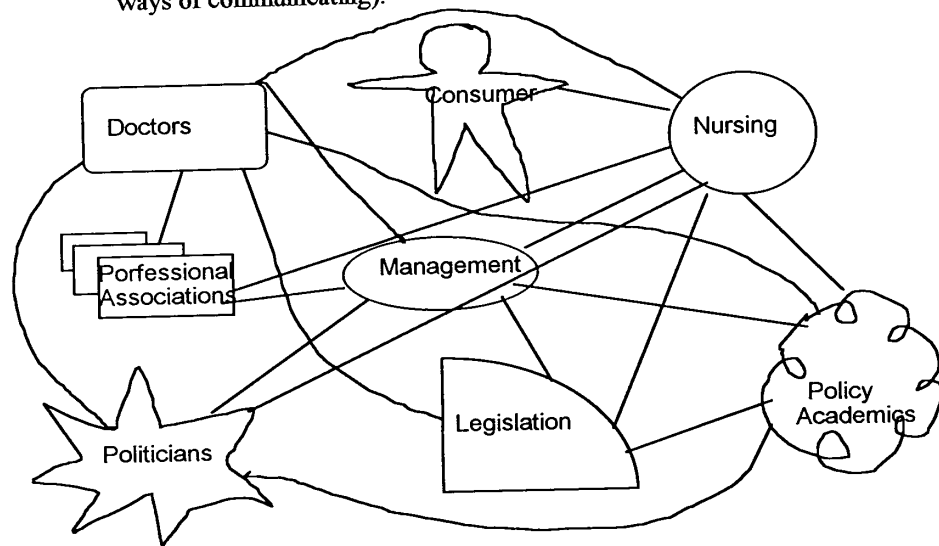 ways of communicating).
Consumer
Doctors
Nursing
Porfessional
Associations
Management
Policy
Academics
Legislation
Politicians